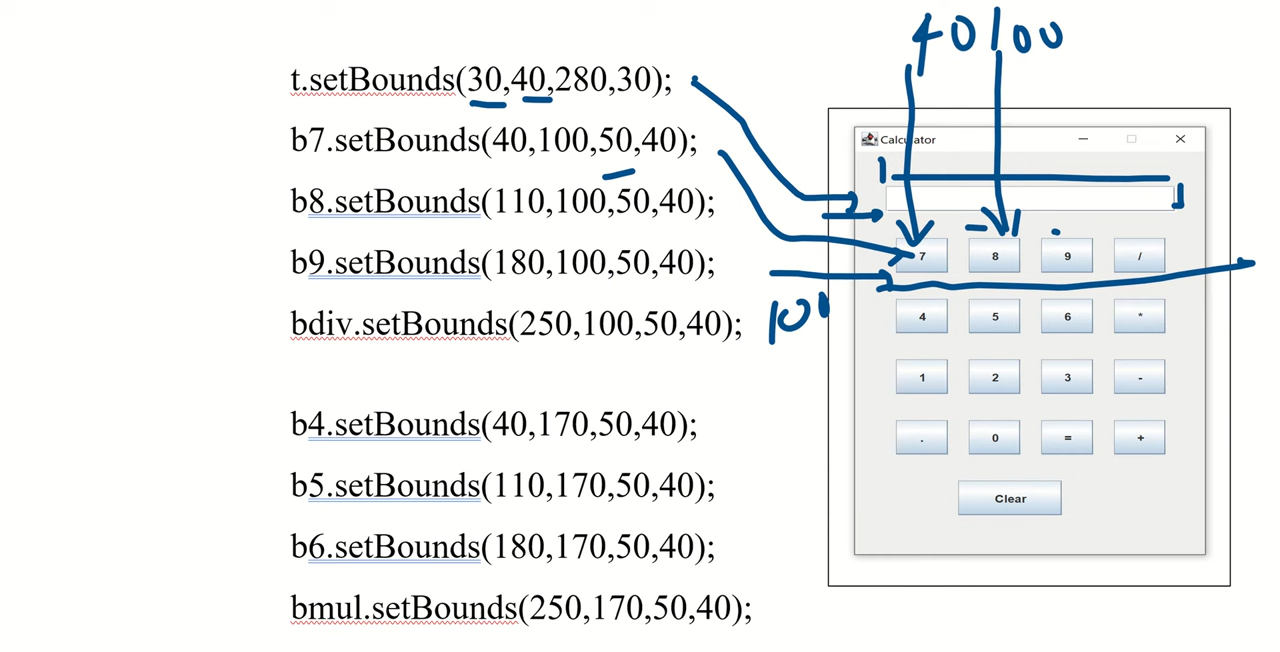 40 100
t.setBounds(30,40,280,30);
b7.setBounds(40,100,50,40);
b8.setBounds(110,100,50,40);
b9.setBounds(180,100,50,40);
bdiv.setBounds(250,100,50,40);
100
b4.setBounds(40,170,50,40);
b5.setBounds(110,170,50,40);
b6.setBounds(180,170,50,40);
bmul.setBounds(250,170,50,40);
Calculator
7 8 9 /
4 5 6 *
1 2 3 -
. 0 = +
Clear